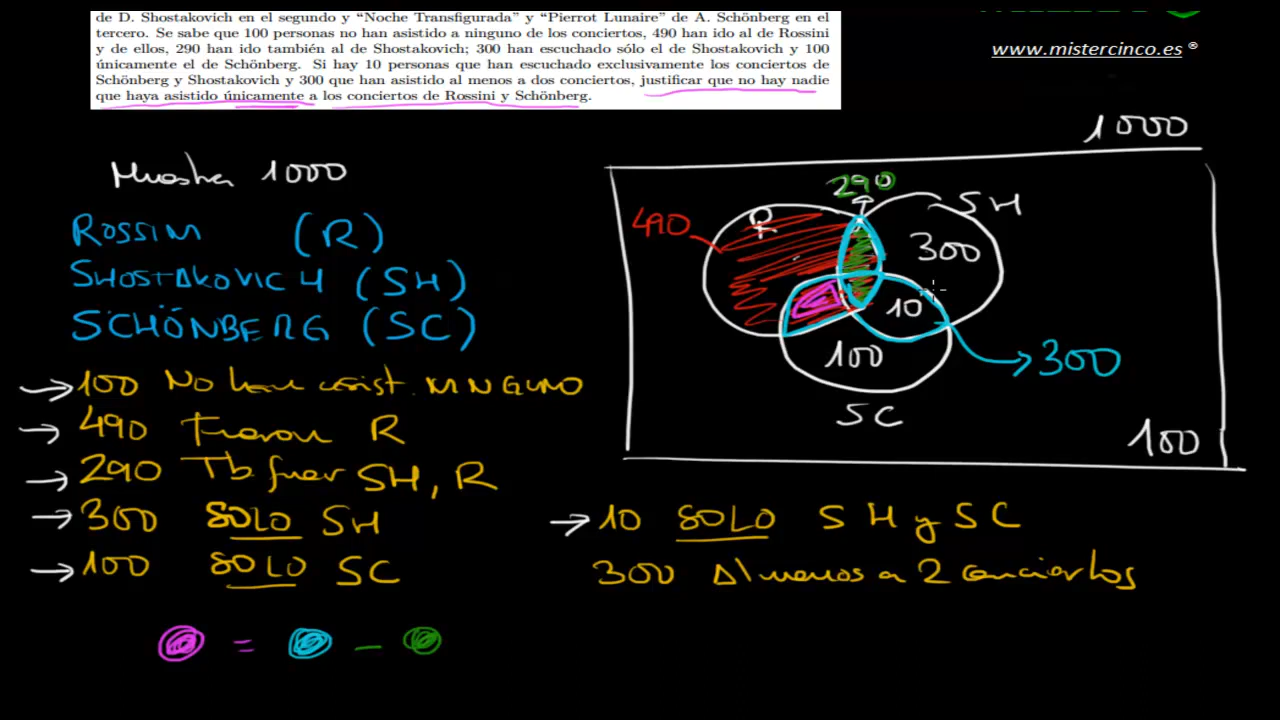 de D. Shostakovich en el segundo y “Noche Transfigurada” y “Pierrot Lunaire” de A. Schönberg en el
tercero. Se sabe que 100 personas no han asistido a ninguno de los conciertos, 490 han ido al de Rossini
y de ellos, 290 han ido también al de Shostakovich; 300 han escuchado sólo el de Shostakovich y 100
únicamente el de Schönberg. Si hay 10 personas que han escuchado exclusivamente los conciertos de
Schönberg y Shostakovich y 300 que han asistido al menos a dos conciertos, justificar que no hay nadie
que haya asistido únicamente a los conciertos de Rossini y Schönberg.
www.mistercinco.es ®
1000
Muestra 1000
290
SH
R
490
ROSSINI (R)
300
SHOSTAKOVICH (SH)
10
SCHÖNBERG (SC)
100
300
100 No han asist. NINGUNO
SC
490 fueron R
100
290 Tb fuer SH, R
300 SOLO SH
10 SOLO SH y SC
100 SOLO SC
300 Al menos a 2 conciertos
= -